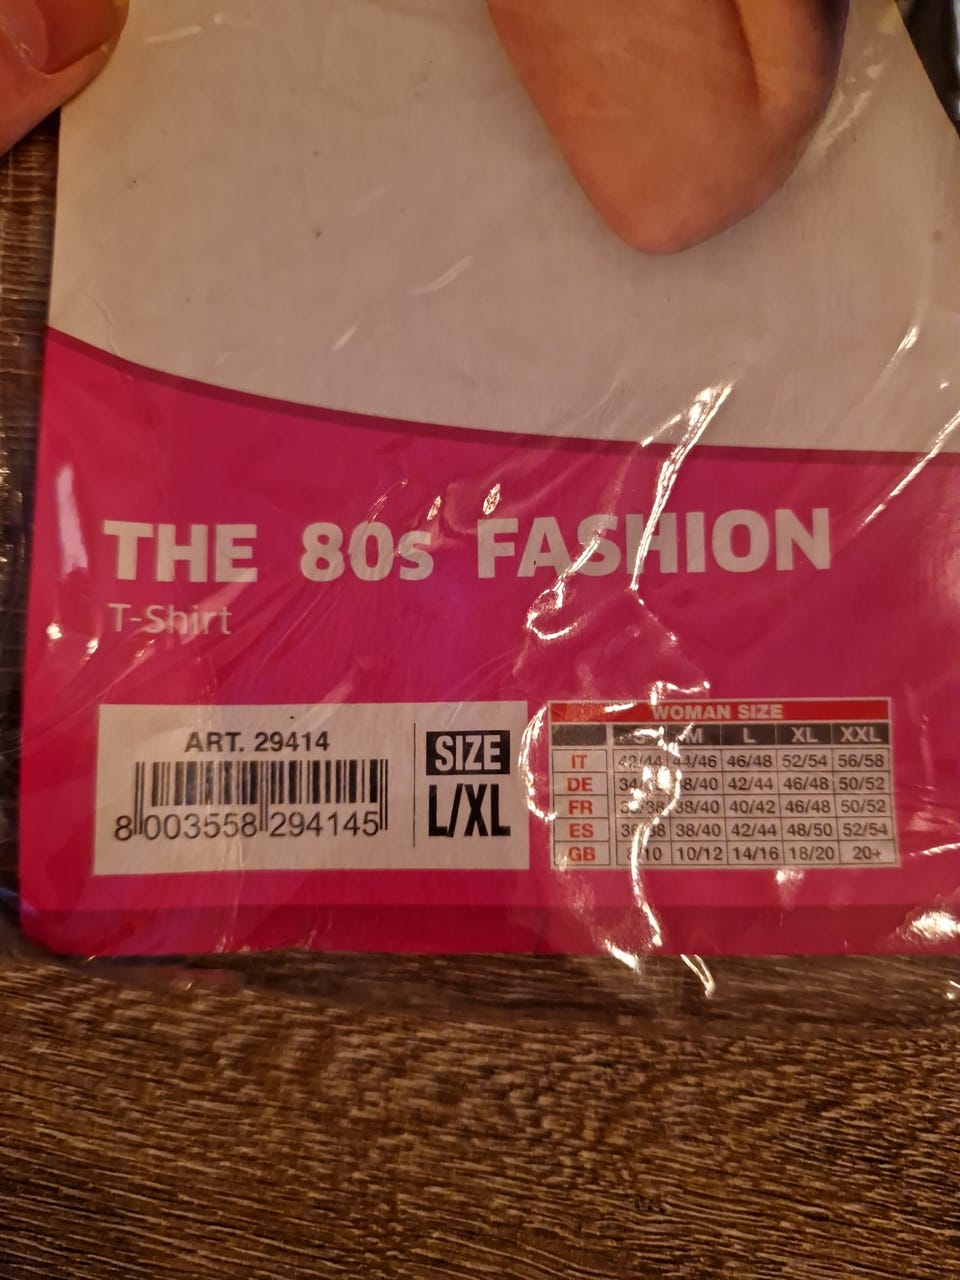 THE 80s FASHION
T-Shirt
ART. 29414
8 003558 294145
SIZE
L/XL
WOMAN SIZE
M L XL XXL
IT 42/44 44/46 46/48 52/54 56/58
DE 38/40 42/44 46/48 50/52
FR 38/40 40/42 46/48 50/52
ES 38/40 42/44 48/50 52/54
GB 10/12 14/16 18/20 20+